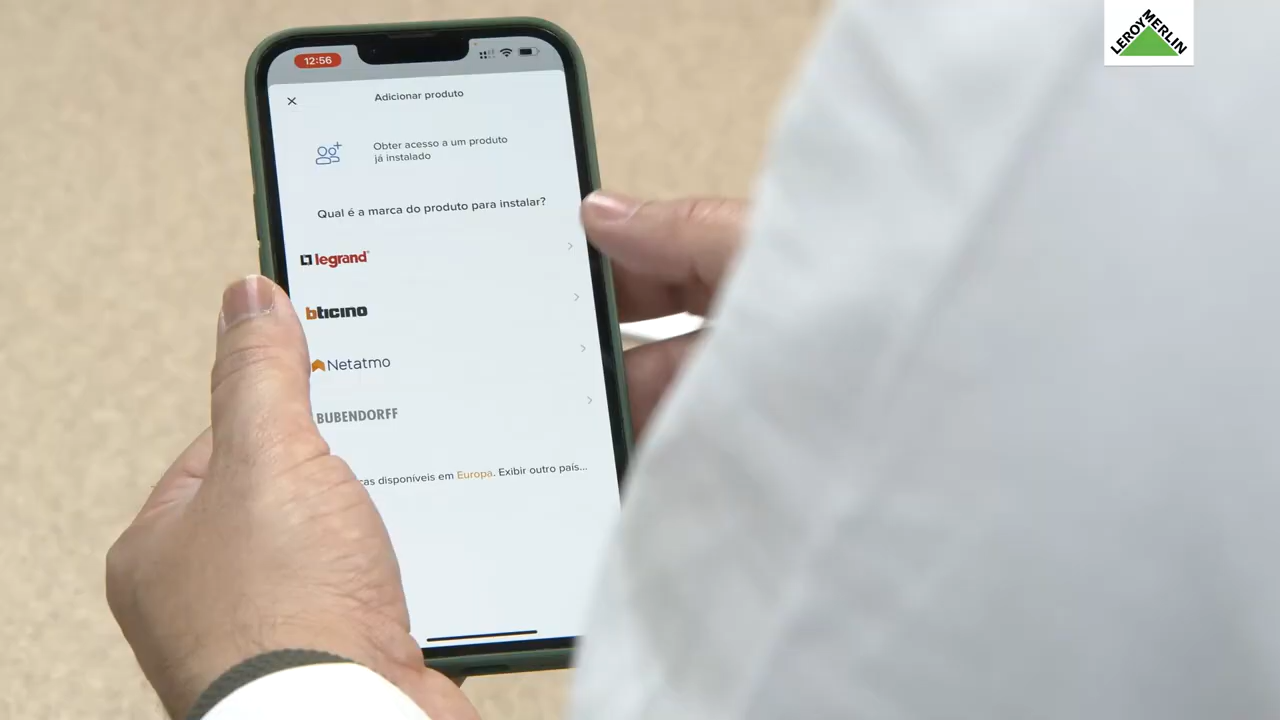 LEROY MERLIN
12:56
Adicionar produto
Obter acesso a um produto
já instalado
Qual é a marca do produto para instalar?
legrand
bticino
Netatmo
BUBENDORFF
disponíveis em Europa. Exibir outro país...